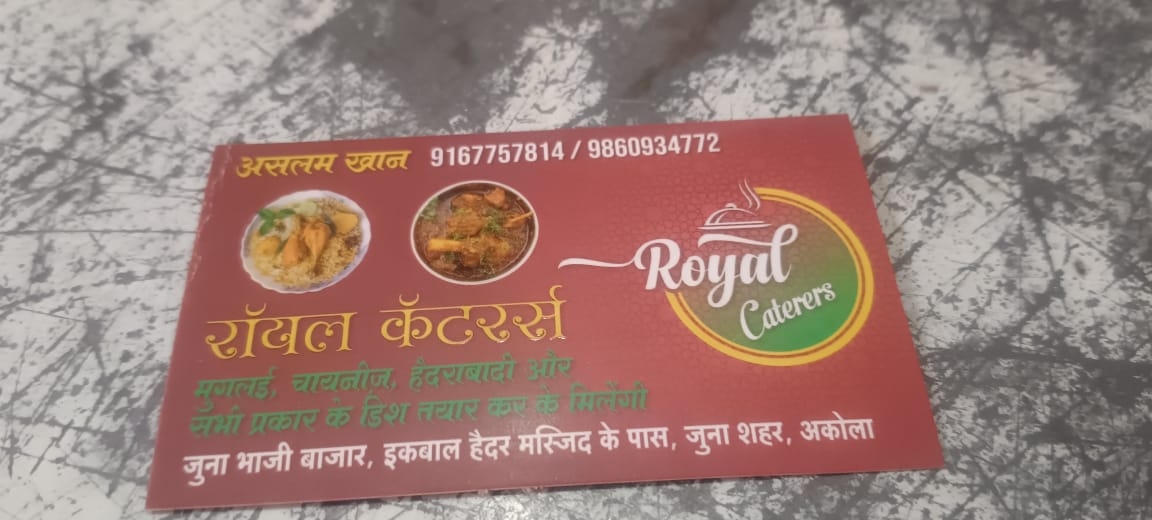 असलम खान 9167757814 / 9860934772
Royal
Caterers
रॉयल कॅटरर्स
मुगलई, चायनीज, हैदराबादी और
सभी प्रकार के डिश तयार कर के मिलेंगी
जुना भाजी बाजार, इकबाल हैदर मस्जिद के पास, जुना शहर, अकोला